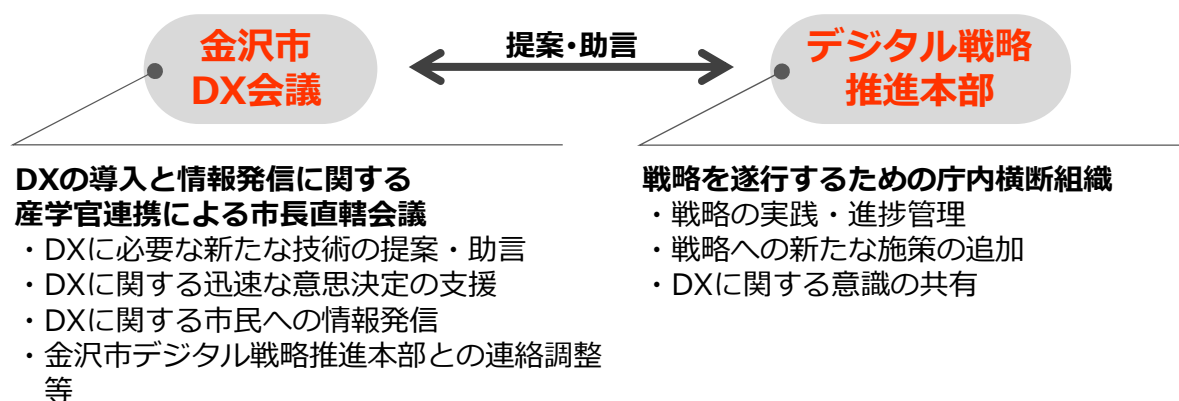 金沢市
DX会議
提案・助言
デジタル戦略
推進本部
DXの導入と情報発信に関する
産学官連携による市長直轄会議
・DXに必要な新たな技術の提案・助言
・DXに関する迅速な意思決定の支援
・DXに関する市民への情報発信
・金沢市デジタル戦略推進本部との連絡調整
等
戦略を遂行するための庁内横断組織
・戦略の実践・進捗管理
・戦略への新たな施策の追加
・DXに関する意識の共有